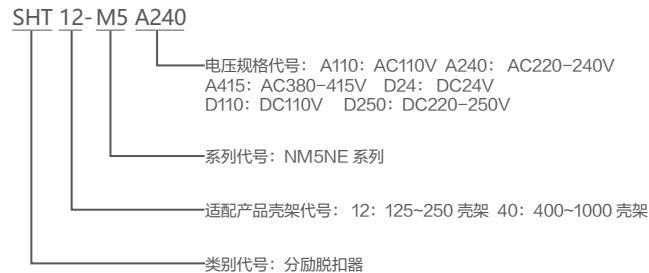 SHT 12-M5 A240
电压规格代号： A110：AC110V A240： AC220-240V
A415：AC380-415V D24： DC24V
D110：DC110V D250：DC220-250V
系列代号：NM5NE 系列
适配产品壳架代号： 12：125~250 壳架 40：400~1000 壳架
类别代号：分励脱扣器